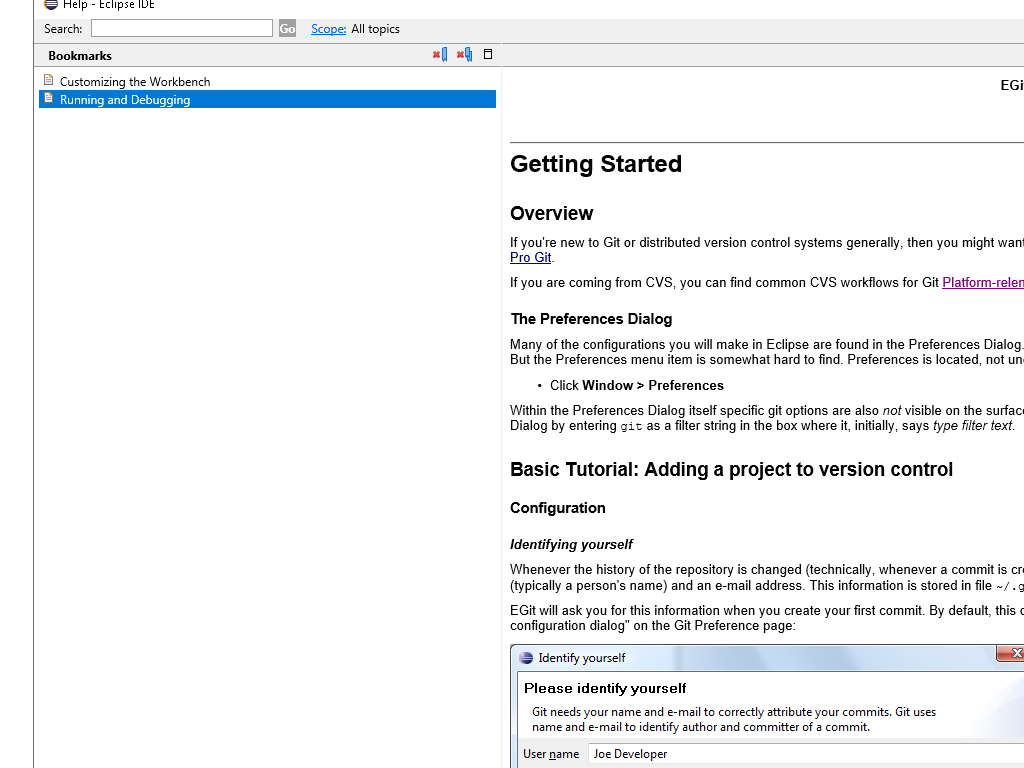 Help - Eclipse IDE
Search: Go Scope: All topics
Bookmarks
Customizing the Workbench
Running and Debugging
EGi
Getting Started
Overview
If you're new to Git or distributed version control systems generally, then you might want
Pro Git.
If you are coming from CVS, you can find common CVS workflows for Git Platform-relen
The Preferences Dialog
Many of the configurations you will make in Eclipse are found in the Preferences Dialog.
But the Preferences menu item is somewhat hard to find. Preferences is located, not un
• Click Window > Preferences
Within the Preferences Dialog itself specific git options are also not visible on the surfac
Dialog by entering git as a filter string in the box where it, initially, says type filter text.
Basic Tutorial: Adding a project to version control
Configuration
Identifying yourself
Whenever the history of the repository is changed (technically, whenever a commit is cr
(typically a person's name) and an e-mail address. This information is stored in file ~/.g
EGit will ask you for this information when you create your first commit. By default, this
configuration dialog" on the Git Preference page:
Identify yourself
Please identify yourself
Git needs your name and e-mail to correctly attribute your commits. Git uses
name and e-mail to identify author and committer of a commit.
User name Joe Developer